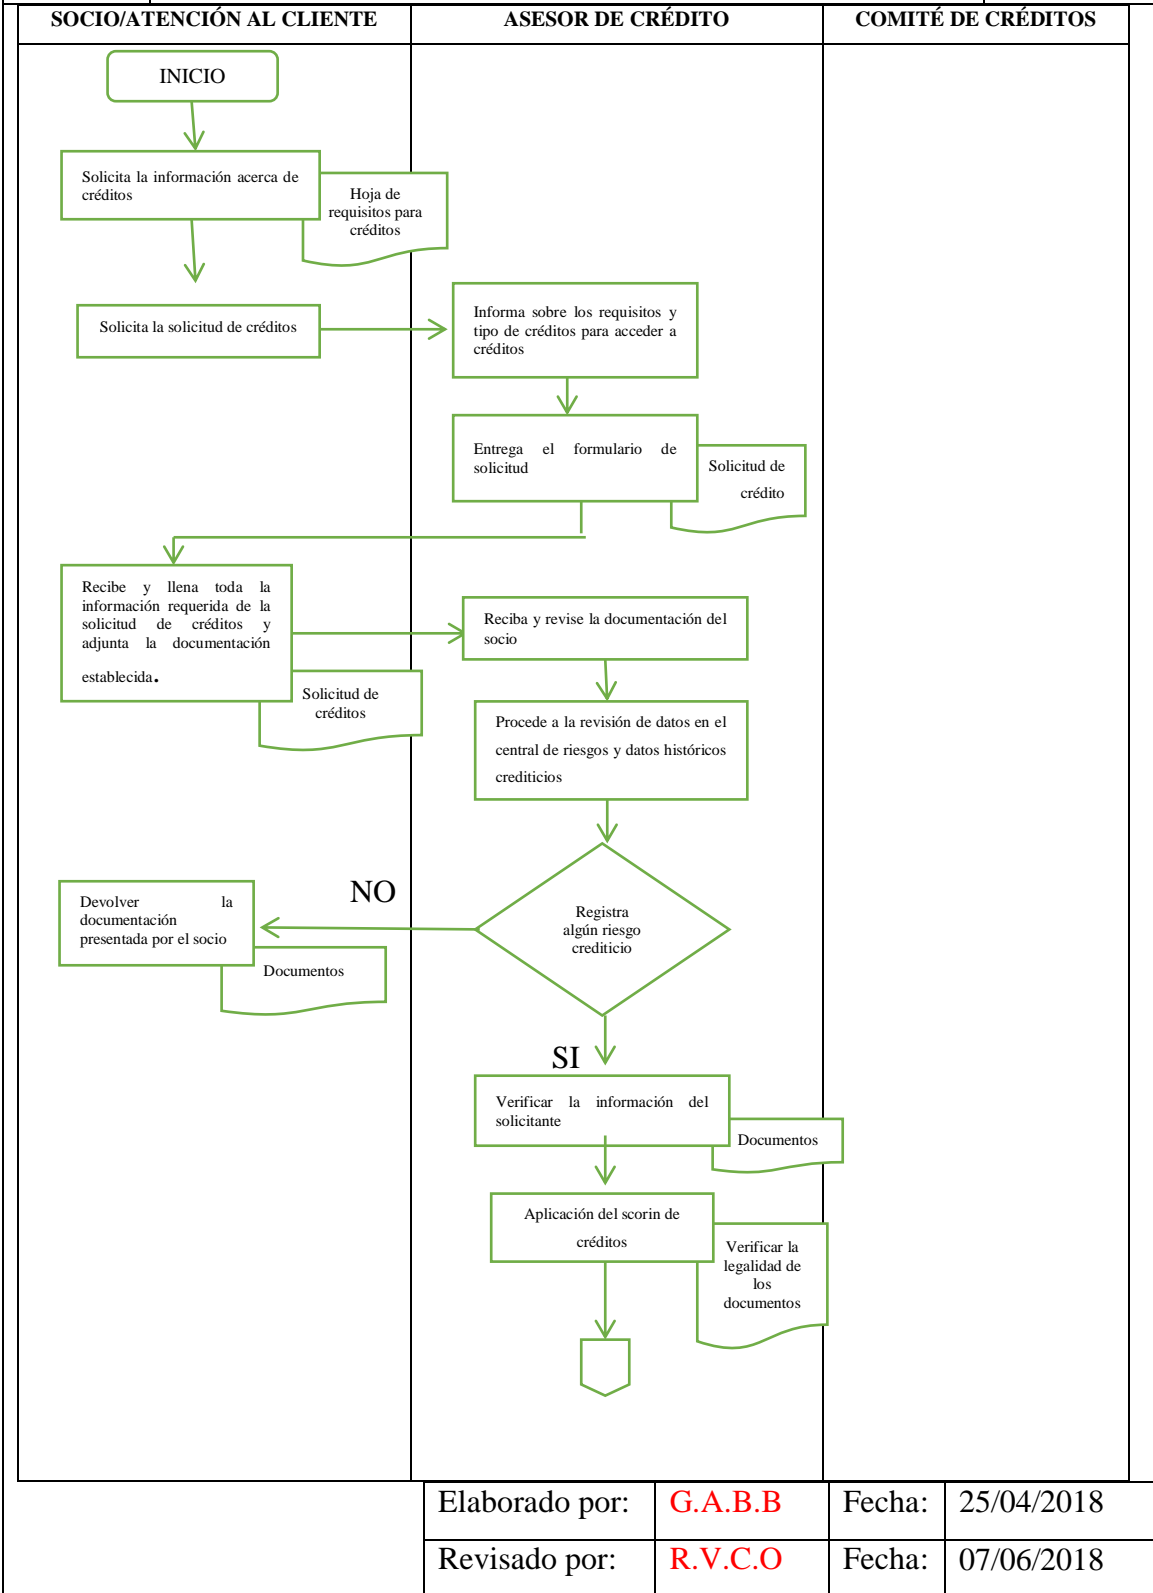 SOCIO/ATENCIÓN AL CLIENTE
ASESOR DE CRÉDITO
COMITÉ DE CRÉDITOS
INICIO
Solicita la información acerca de
créditos
Hoja de
requisitos para
créditos
Solicita la solicitud de créditos
Informa sobre los requisitos y
tipo de créditos para acceder a
créditos
Entrega el formulario de
solicitud
Solicitud de
crédito
Recibe y llena toda la
información requerida de la
solicitud de créditos y
adjunta la documentación
establecida.
Solicitud de
créditos
Reciba y revise la documentación del
socio
Procede a la revisión de datos en el
central de riesgos y datos históricos
crediticios
Registra
algún riesgo
crediticio
NO
Devolver la
documentación
presentada por el socio
Documentos
SI
Verificar la información del
solicitante
Documentos
Aplicación del scorin de
créditos
Verificar la
legalidad de
los
documentos
Elaborado por: G.A.B.B Fecha: 25/04/2018
Revisado por: R.V.C.O Fecha: 07/06/2018